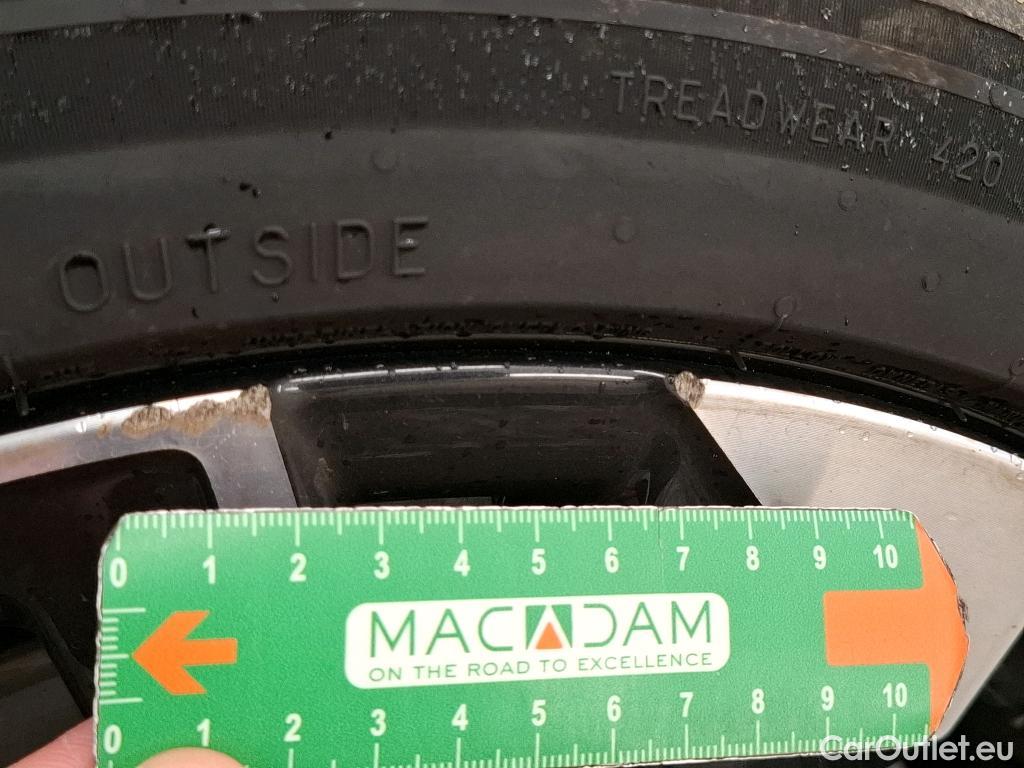 TREADWEAR 420
OUTSIDE
0 1 2 3 4 5 6 7 8 9 10
MACADAM
ON THE ROAD TO EXCELLENCE
0 1 2 3 4 5 6 7 8 9 10
CarOutlet.eu